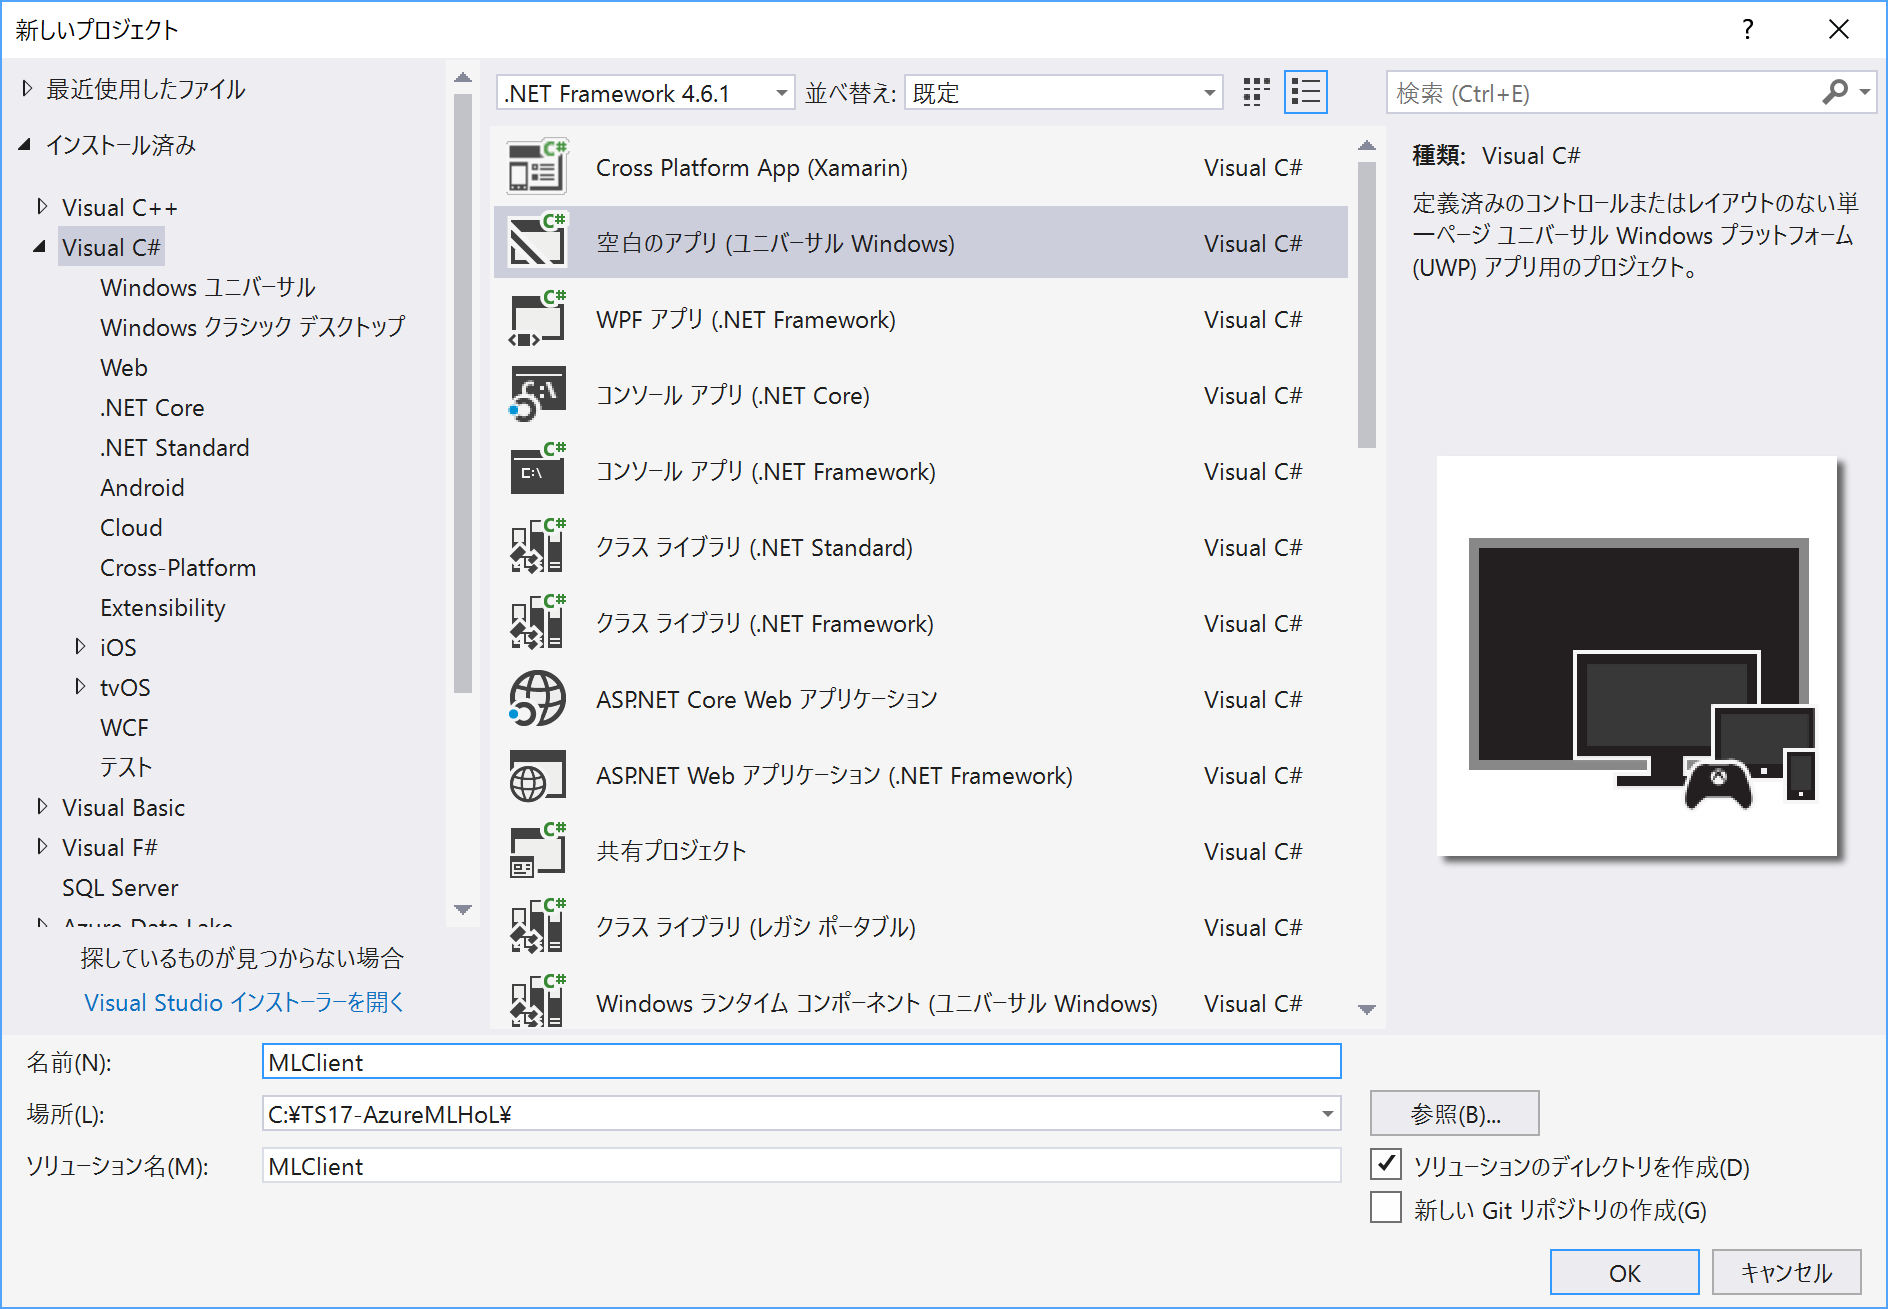 新しいプロジェクト
?
最近使用したファイル
インストール済み
Visual C++
Visual C#
Windows ユニバーサル
Windows クラシック デスクトップ
Web
.NET Core
.NET Standard
Android
Cloud
Cross-Platform
Extensibility
iOS
tvOS
WCF
テスト
Visual Basic
Visual F#
SQL Server
Azure Data Lake
探しているものが見つからない場合
Visual Studio インストーラーを開く
.NET Framework 4.6.1
並べ替え: 既定
Cross Platform App (Xamarin) Visual C#
空白のアプリ (ユニバーサル Windows) Visual C#
WPF アプリ (.NET Framework) Visual C#
コンソール アプリ (.NET Core) Visual C#
コンソール アプリ (.NET Framework) Visual C#
クラス ライブラリ (.NET Standard) Visual C#
クラス ライブラリ (.NET Framework) Visual C#
ASP.NET Core Web アプリケーション Visual C#
ASP.NET Web アプリケーション (.NET Framework) Visual C#
共有プロジェクト Visual C#
クラス ライブラリ (レガシ ポータブル) Visual C#
Windows ランタイム コンポーネント (ユニバーサル Windows) Visual C#
検索 (Ctrl+E)
種類: Visual C#
定義済みのコントロールまたはレイアウトのない単
一ページ ユニバーサル Windows プラットフォーム
(UWP) アプリ用のプロジェクト。
名前(N): MLClient
場所(L): C:¥TS17-AzureMLHoL¥
参照(B)...
ソリューション名(M): MLClient
ソリューションのディレクトリを作成(D)
新しい Git リポジトリの作成(G)
OK
キャンセル